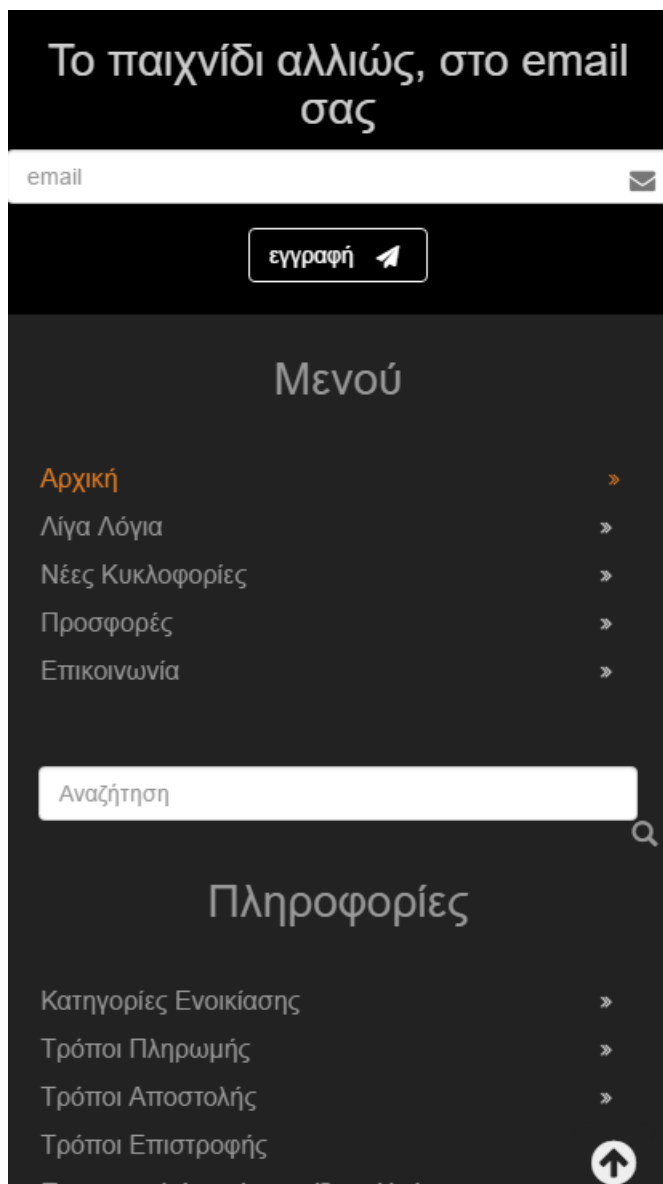 Το παιχνίδι αλλιώς, στο email
σας
email
εγγραφή
Μενού
Αρχική »
Λίγα Λόγια »
Νέες Κυκλοφορίες »
Προσφορές »
Επικοινωνία »
Αναζήτηση
Πληροφορίες
Κατηγορίες Ενοικίασης »
Τρόποι Πληρωμής »
Τρόποι Αποστολής »
Τρόποι Επιστροφής